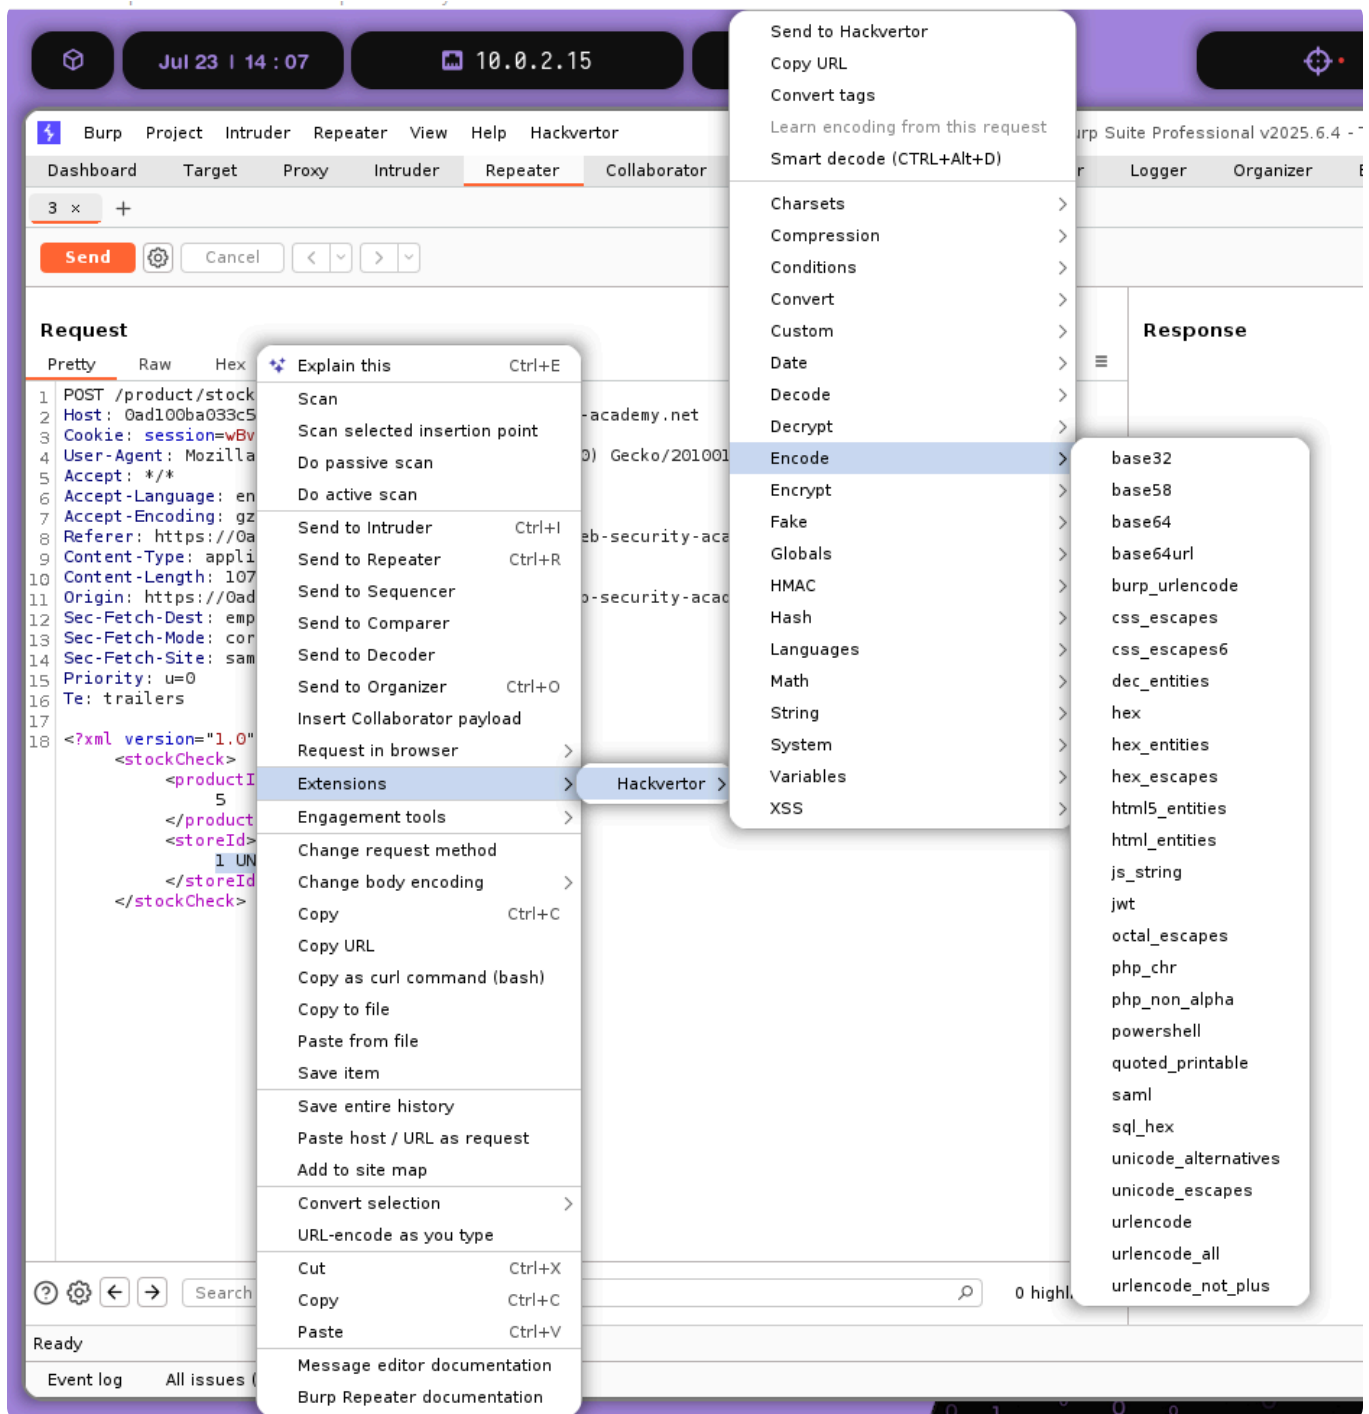 Jul 23 | 14 : 07
10.0.2.15
Burp Project Intruder Repeater View Help Hackvertor
urp Suite Professional v2025.6.4 - T
Dashboard Target Proxy Intruder Repeater Collaborator
r Logger Organizer E
3 × +
Send Cancel < >
Request
Response
Pretty Raw Hex
1 POST /product/stock
2 Host: 0ad100ba033c5 -academy.net
3 Cookie: session=wBv
4 User-Agent: Mozilla 0) Gecko/201001
5 Accept: */*
6 Accept-Language: en
7 Accept-Encoding: gz
8 Referer: https://0a eb-security-aca
9 Content-Type: appli
10 Content-Length: 107
11 Origin: https://0ad b-security-acad
12 Sec-Fetch-Dest: emp
13 Sec-Fetch-Mode: cor
14 Sec-Fetch-Site: sam
15 Priority: u=0
16 Te: trailers
17
18 <?xml version="1.0"
<stockCheck>
<productI
5
</product
<storeId>
1 UN
</storeId
</stockCheck>
Explain this Ctrl+E
Scan
Scan selected insertion point
Do passive scan
Do active scan
Send to Intruder Ctrl+I
Send to Repeater Ctrl+R
Send to Sequencer
Send to Comparer
Send to Decoder
Send to Organizer Ctrl+O
Insert Collaborator payload
Request in browser >
Extensions >
Engagement tools >
Change request method
Change body encoding >
Copy Ctrl+C
Copy URL
Copy as curl command (bash)
Copy to file
Paste from file
Save item
Save entire history
Paste host / URL as request
Add to site map
Convert selection >
URL-encode as you type
Cut Ctrl+X
Copy Ctrl+C
Paste Ctrl+V
Message editor documentation
Burp Repeater documentation
Hackvertor >
Send to Hackvertor
Copy URL
Convert tags
Learn encoding from this request
Smart decode (CTRL+Alt+D)
Charsets >
Compression >
Conditions >
Convert >
Custom >
Date >
Decode >
Decrypt >
Encode >
Encrypt >
Fake >
Globals >
HMAC >
Hash >
Languages >
Math >
String >
System >
Variables >
XSS >
base32
base58
base64
base64url
burp_urlencode
css_escapes
css_escapes6
dec_entities
hex
hex_entities
hex_escapes
html5_entities
html_entities
js_string
jwt
octal_escapes
php_chr
php_non_alpha
powershell
quoted_printable
saml
sql_hex
unicode_alternatives
unicode_escapes
urlencode
urlencode_all
urlencode_not_plus
Search
0 highl
Ready
Event log All issues (